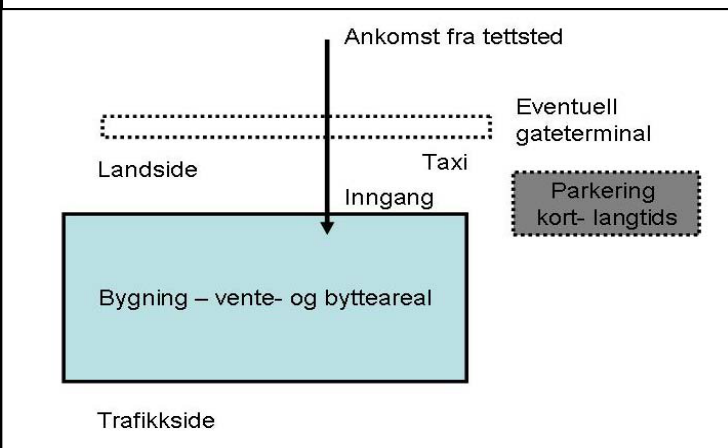 Ankomst fra tettsted
Eventuell
gateterminal
Landside
Taxi
Parkering
kort- langtids
Inngang
Bygning – vente- og bytteareal
Trafikkside